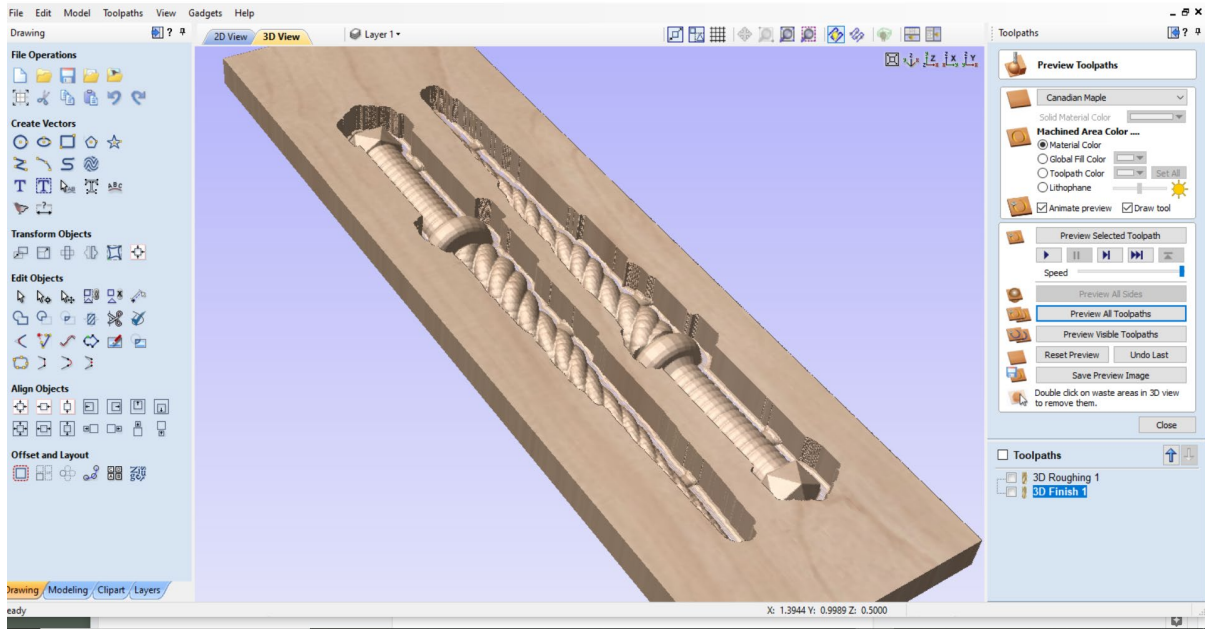 File Edit Model Toolpaths View Gadgets Help
Drawing
?
2D View
3D View
Layer 1
Toolpaths
?
File Operations
Create Vectors
Transform Objects
Edit Objects
Align Objects
Offset and Layout
Drawing Modeling Clipart Layers
eady
X: 1.3944 Y: 0.9989 Z: 0.5000
Preview Toolpaths
Canadian Maple
Solid Material Color
Machined Area Color ....
Material Color
Global Fill Color
Toolpath Color
Set All
Lithophane
Animate preview
Draw tool
Preview Selected Toolpath
Speed
Preview All Sides
Preview All Toolpaths
Preview Visible Toolpaths
Reset Preview
Undo Last
Save Preview Image
Double click on waste areas in 3D view
to remove them.
Close
Toolpaths
3D Roughing 1
3D Finish 1